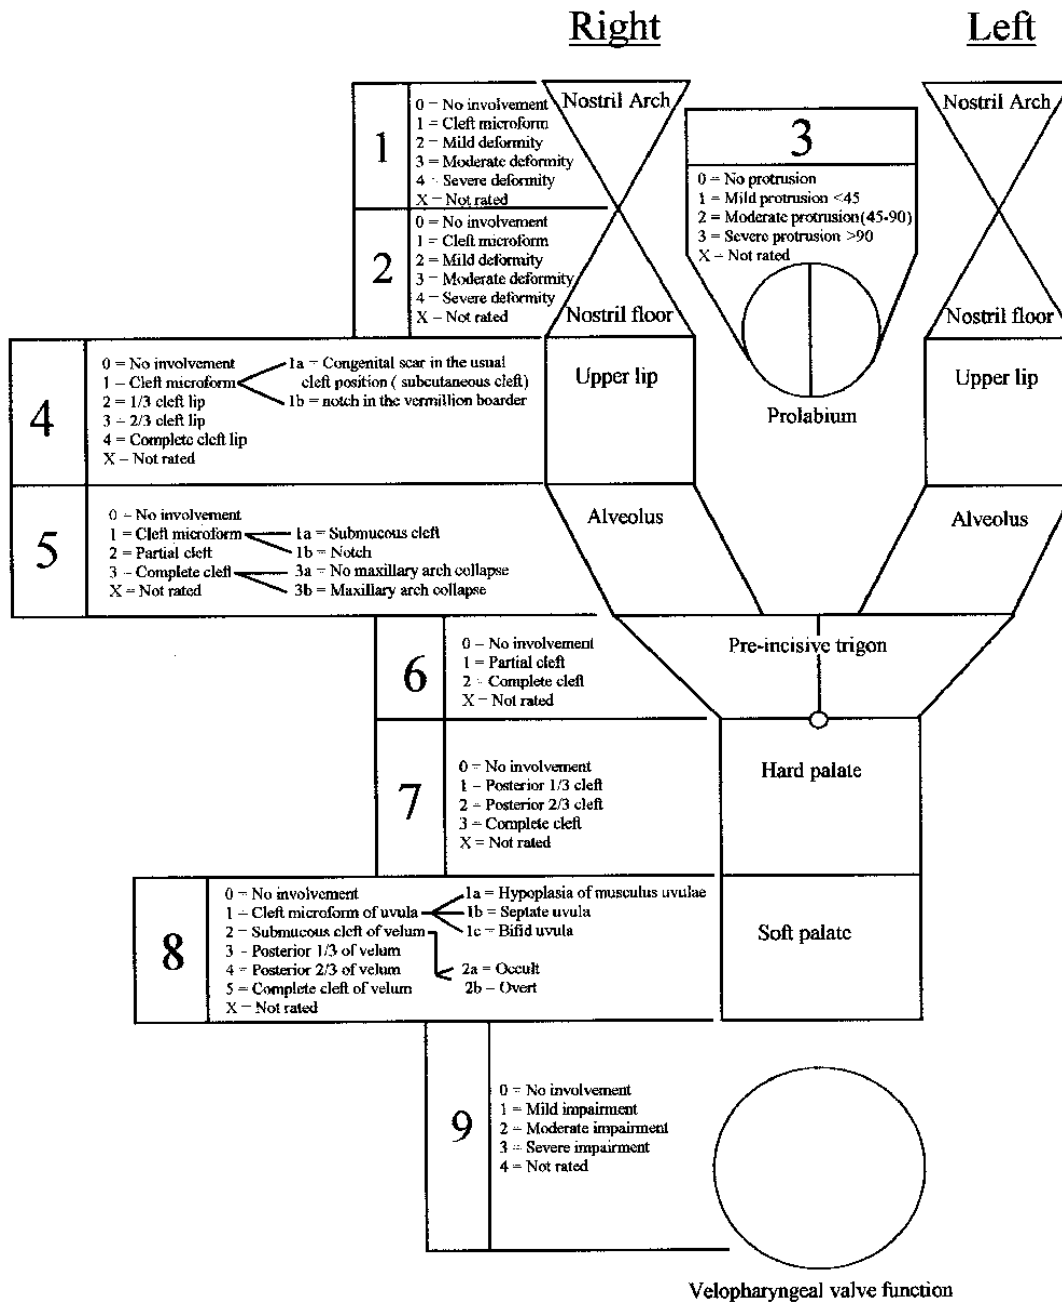 Right
Left
1
0 = No involvement
1 = Cleft microform
2 = Mild deformity
3 = Moderate deformity
4 = Severe deformity
X = Not rated
Nostril Arch
Nostril Arch
3
0 = No protrusion
1 = Mild protrusion <45
2 = Moderate protrusion(45-90)
3 = Severe protrusion >90
X = Not rated
2
0 = No involvement
1 = Cleft microform
2 = Mild deformity
3 = Moderate deformity
4 = Severe deformity
X = Not rated
Nostril floor
Nostril floor
4
0 = No involvement
1 = Cleft microform
2 = 1/3 cleft lip
3 = 2/3 cleft lip
4 = Complete cleft lip
X = Not rated
1a = Congenital scar in the usual
cleft position ( subcutaneous cleft)
1b = notch in the vermillion boarder
Upper lip
Prolabium
Upper lip
5
0 = No involvement
1 = Cleft microform
2 = Partial cleft
3 = Complete cleft
X = Not rated
1a = Submucous cleft
1b = Notch
3a = No maxillary arch collapse
3b = Maxillary arch collapse
Alveolus
Alveolus
6
0 = No involvement
1 = Partial cleft
2 = Complete cleft
X = Not rated
Pre-incisive trigon
7
0 = No involvement
1 = Posterior 1/3 cleft
2 = Posterior 2/3 cleft
3 = Complete cleft
X = Not rated
Hard palate
8
0 = No involvement
1 = Cleft microform of uvula
2 = Submucous cleft of velum
3 = Posterior 1/3 of velum
4 = Posterior 2/3 of velum
5 = Complete cleft of velum
X = Not rated
1a = Hypoplasia of musculus uvulae
1b = Septate uvula
1c = Bifid uvula
2a = Occult
2b = Overt
Soft palate
9
0 = No involvement
1 = Mild impairment
2 = Moderate impairment
3 = Severe impairment
4 = Not rated
Velopharyngeal valve function